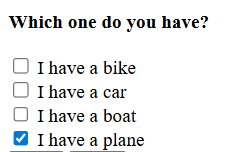 Which one do you have?
I have a bike
I have a car
I have a boat
I have a plane